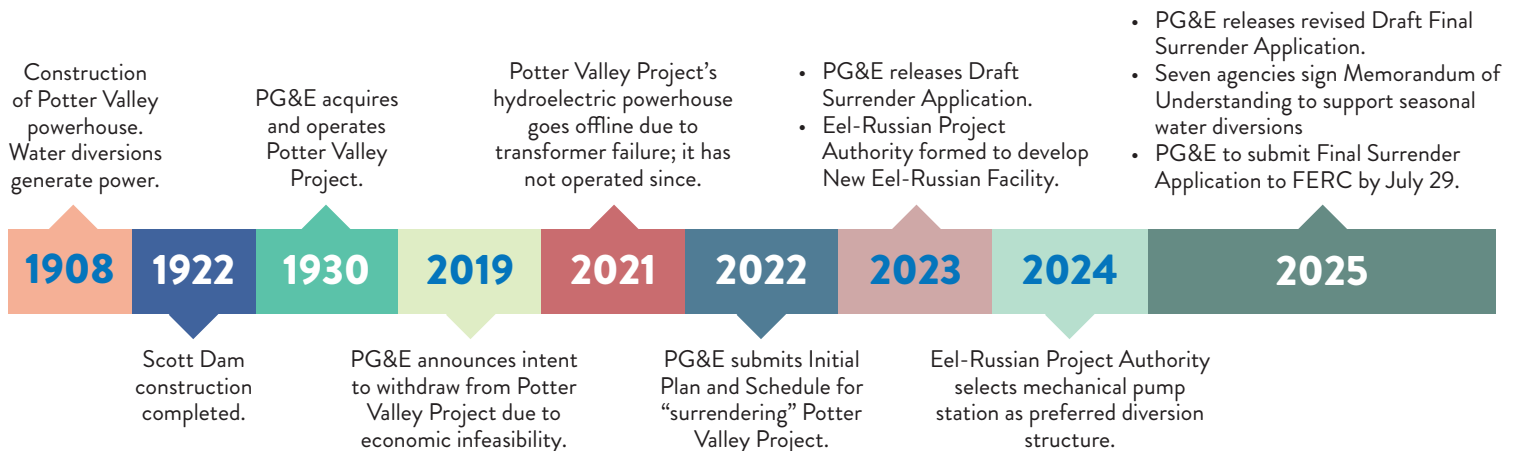 Construction
of Potter Valley
powerhouse.
Water diversions
generate power.
PG&E acquires
and operates
Potter Valley
Project.
Potter Valley Project's
hydroelectric powerhouse
goes offline due to
transformer failure; it has
not operated since.
• PG&E releases Draft
Surrender Application.
• Eel-Russian Project
Authority formed to develop
New Eel-Russian Facility.
• PG&E releases revised Draft Final
Surrender Application.
• Seven agencies sign Memorandum of
Understanding to support seasonal
water diversions
• PG&E to submit Final Surrender
Application to FERC by July 29.
1908 1922 1930 2019 2021 2022 2023 2024 2025
Scott Dam
construction
completed.
PG&E announces intent
to withdraw from Potter
Valley Project due to
economic infeasibility.
PG&E submits Initial
Plan and Schedule for
“surrendering” Potter
Valley Project.
Eel-Russian Project Authority
selects mechanical pump
station as preferred diversion
structure.